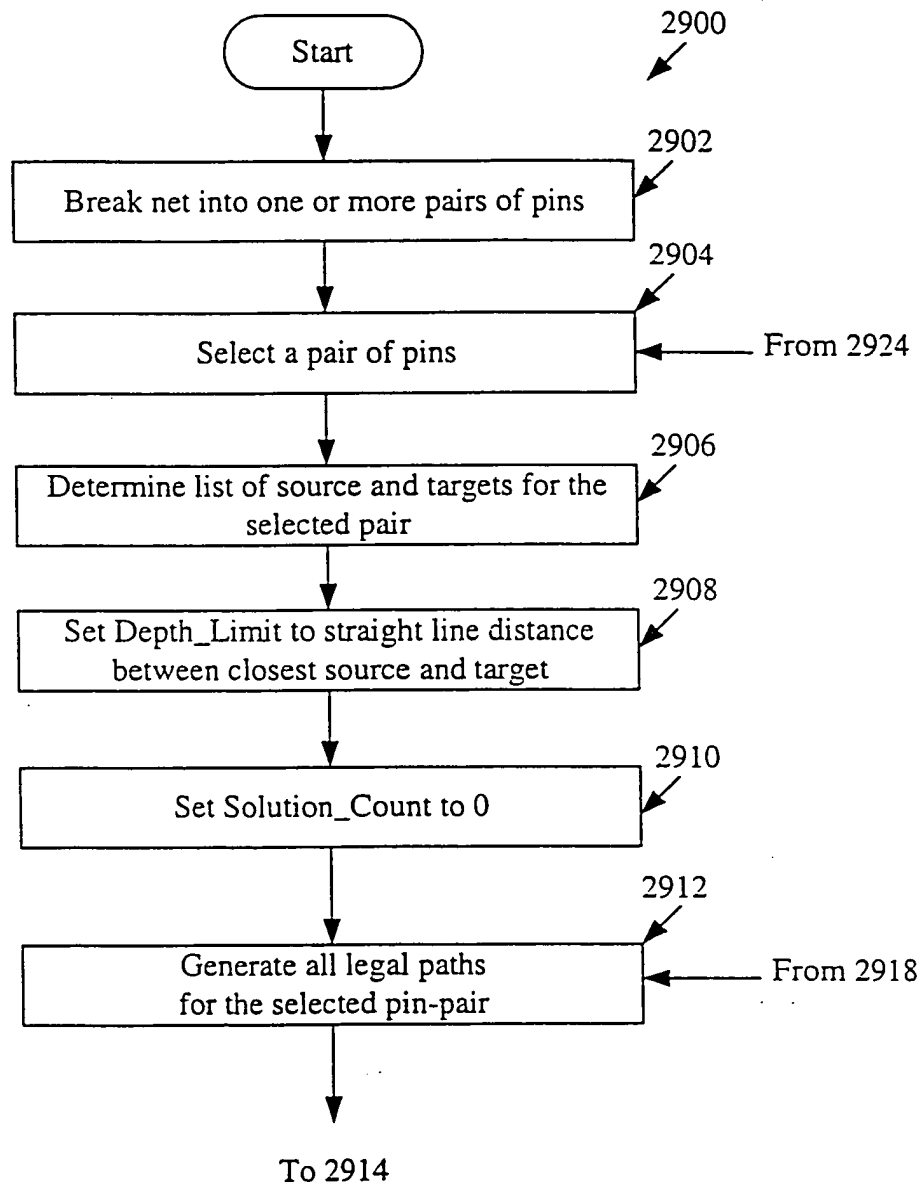 2900
Start
2902
Break net into one or more pairs of pins
2904
Select a pair of pins
From 2924
2906
Determine list of source and targets for the
selected pair
2908
Set Depth_Limit to straight line distance
between closest source and target
2910
Set Solution_Count to 0
2912
Generate all legal paths
for the selected pin-pair
From 2918
To 2914